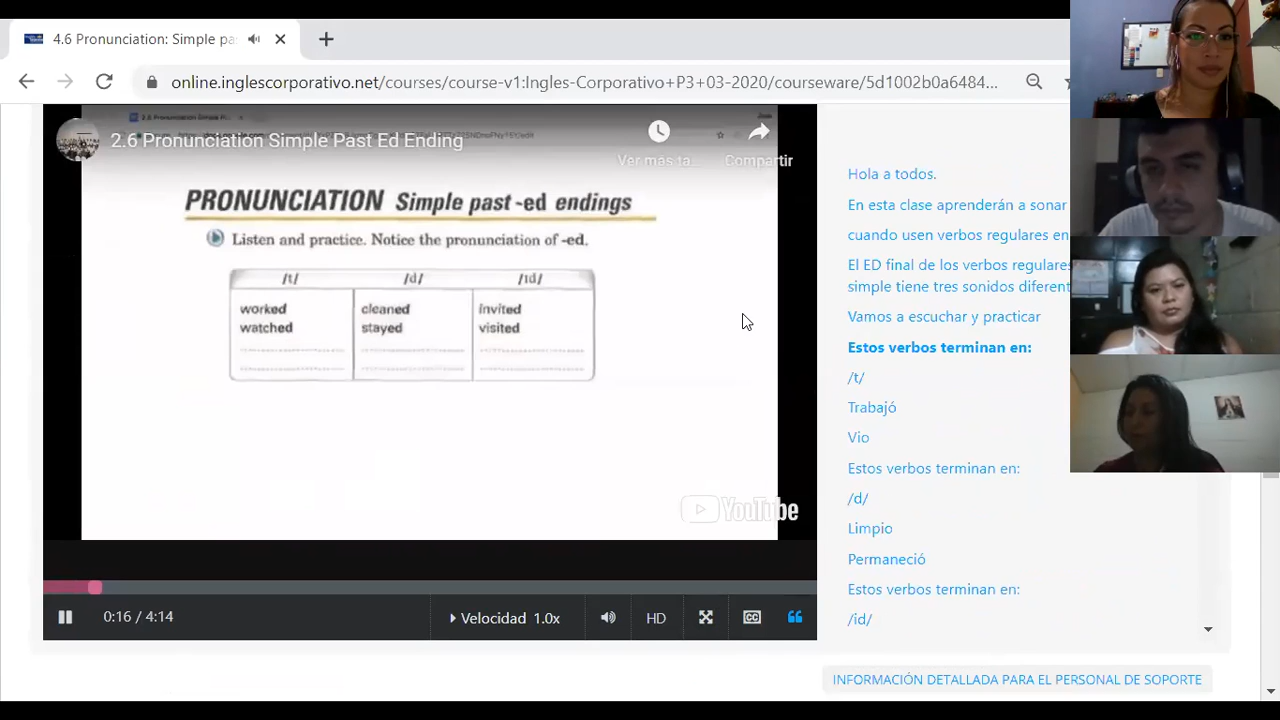 4.6 Pronunciation: Simple pa
online.inglescorporativo.net/courses/course-v1:Ingles-Corporativo+P3+03-2020/courseware/5d1002b0a6484...
2.6 Pronunciation Simple Past Ed Ending
Ver más ta...
Compartir
PRONUNCIATION Simple past -ed endings
Listen and practice. Notice the pronunciation of -ed.
/t/ /d/ /ɪd/
worked cleaned invited
watched stayed visited
YouTube
0:16 / 4:14
Velocidad 1.0x
HD
CC
Hola a todos.
En esta clase aprenderán a sonar
cuando usen verbos regulares en
El ED final de los verbos regulares
simple tiene tres sonidos diferent
Vamos a escuchar y practicar
Estos verbos terminan en:
/t/
Trabajó
Vio
Estos verbos terminan en:
/d/
Limpio
Permaneció
Estos verbos terminan en:
/id/
INFORMACIÓN DETALLADA PARA EL PERSONAL DE SOPORTE